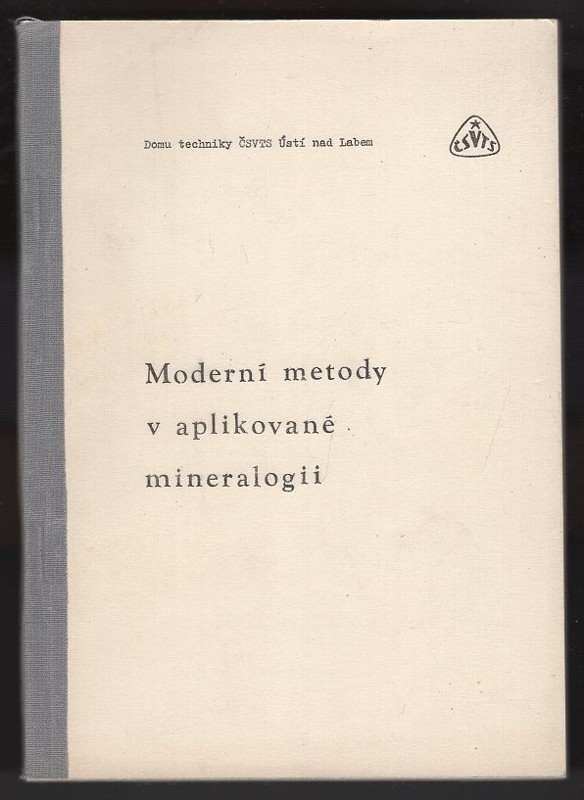 Domu techniky ČSVTS Ústí nad Labem
ČSVTS
Moderní metody
v aplikované
mineralogii